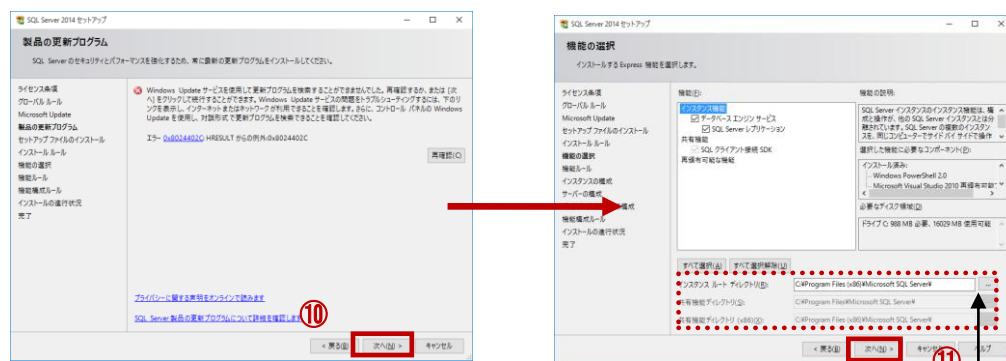 SQL Server 2014 セットアップ
製品の更新プログラム
SQL Server のセキュリティとパフォーマンスを強化するため、常に最新の更新プログラムをインストールしてください。
ライセンス条項
グローバル ルール
Microsoft Update
製品の更新プログラム
セットアップ ファイルのインストール
インストール ルール
機能の選択
機能ルール
機能構成ルール
インストールの進行状況
完了
Windows Update サービスを使用して更新プログラムを検索することができませんでした。再確認するか、または [次へ] をクリックして続行することができます。Windows Update サービスの問題をトラブルシューティングするには、下のリンクを表示し、インターネットまたはネットワークが利用できることを確認します。さらに、コントロール パネルの Windows Update を使用し、対話形式で更新プログラムを検索できることを確認してください。
エラー 0x8024402C: HRESULT からの例外:0x8024402C
再確認(C)
プライバシーに関する声明をオンラインで読みます
SQL Server 製品の更新プログラムについて詳細を確認します
⑩
< 戻る(B)
次へ(N) >
キャンセル
SQL Server 2014 セットアップ
機能の選択
インストールする Express 機能を選択します。
ライセンス条項
グローバル ルール
Microsoft Update
セットアップ ファイルのインストール
インストール ルール
機能の選択
機能ルール
インスタンスの構成
サーバーの構成
構成
機能構成ルール
インストールの進行状況
完了
機能(F):
インスタンス機能
データベース エンジン サービス
SQL Server レプリケーション
共有機能
SQL クライアント接続 SDK
再頒布可能な機能
機能の説明:
SQL Server インスタンスのインスタンス機能は、構成と操作が、他の SQL Server インスタンスとは分離されています。SQL Server の複数のインスタンスを、同じコンピューターでサイド バイ サイドで操作
選択した機能に必要なコンポーネント(P):
インストール済み:
Windows PowerShell 2.0
Microsoft Visual Studio 2010 再頒布可能
必要なディスク領域(D)
ドライブ C: 988 MB 必要、16029 MB 使用可能
すべて選択(A)
すべて選択解除(U)
インスタンス ルート ディレクトリ(R):
C:¥Program Files (x86)¥Microsoft SQL Server¥
...
共有機能ディレクトリ(S):
C:¥Program Files¥Microsoft SQL Server¥
共有機能ディレクトリ (x86)(X):
C:¥Program Files (x86)¥Microsoft SQL Server¥
< 戻る(B)
次へ(N) >
キャンセル
⑪
ヘルプ